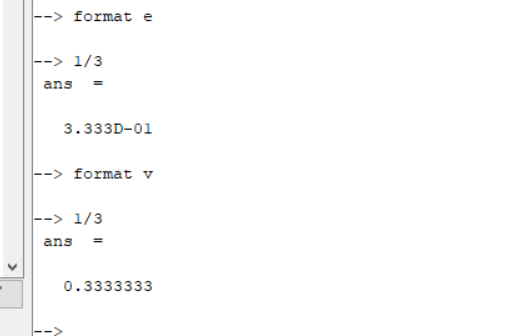 --> format e
--> 1/3
ans  =
3.333D-01
--> format v
--> 1/3
ans  =
0.3333333
-->